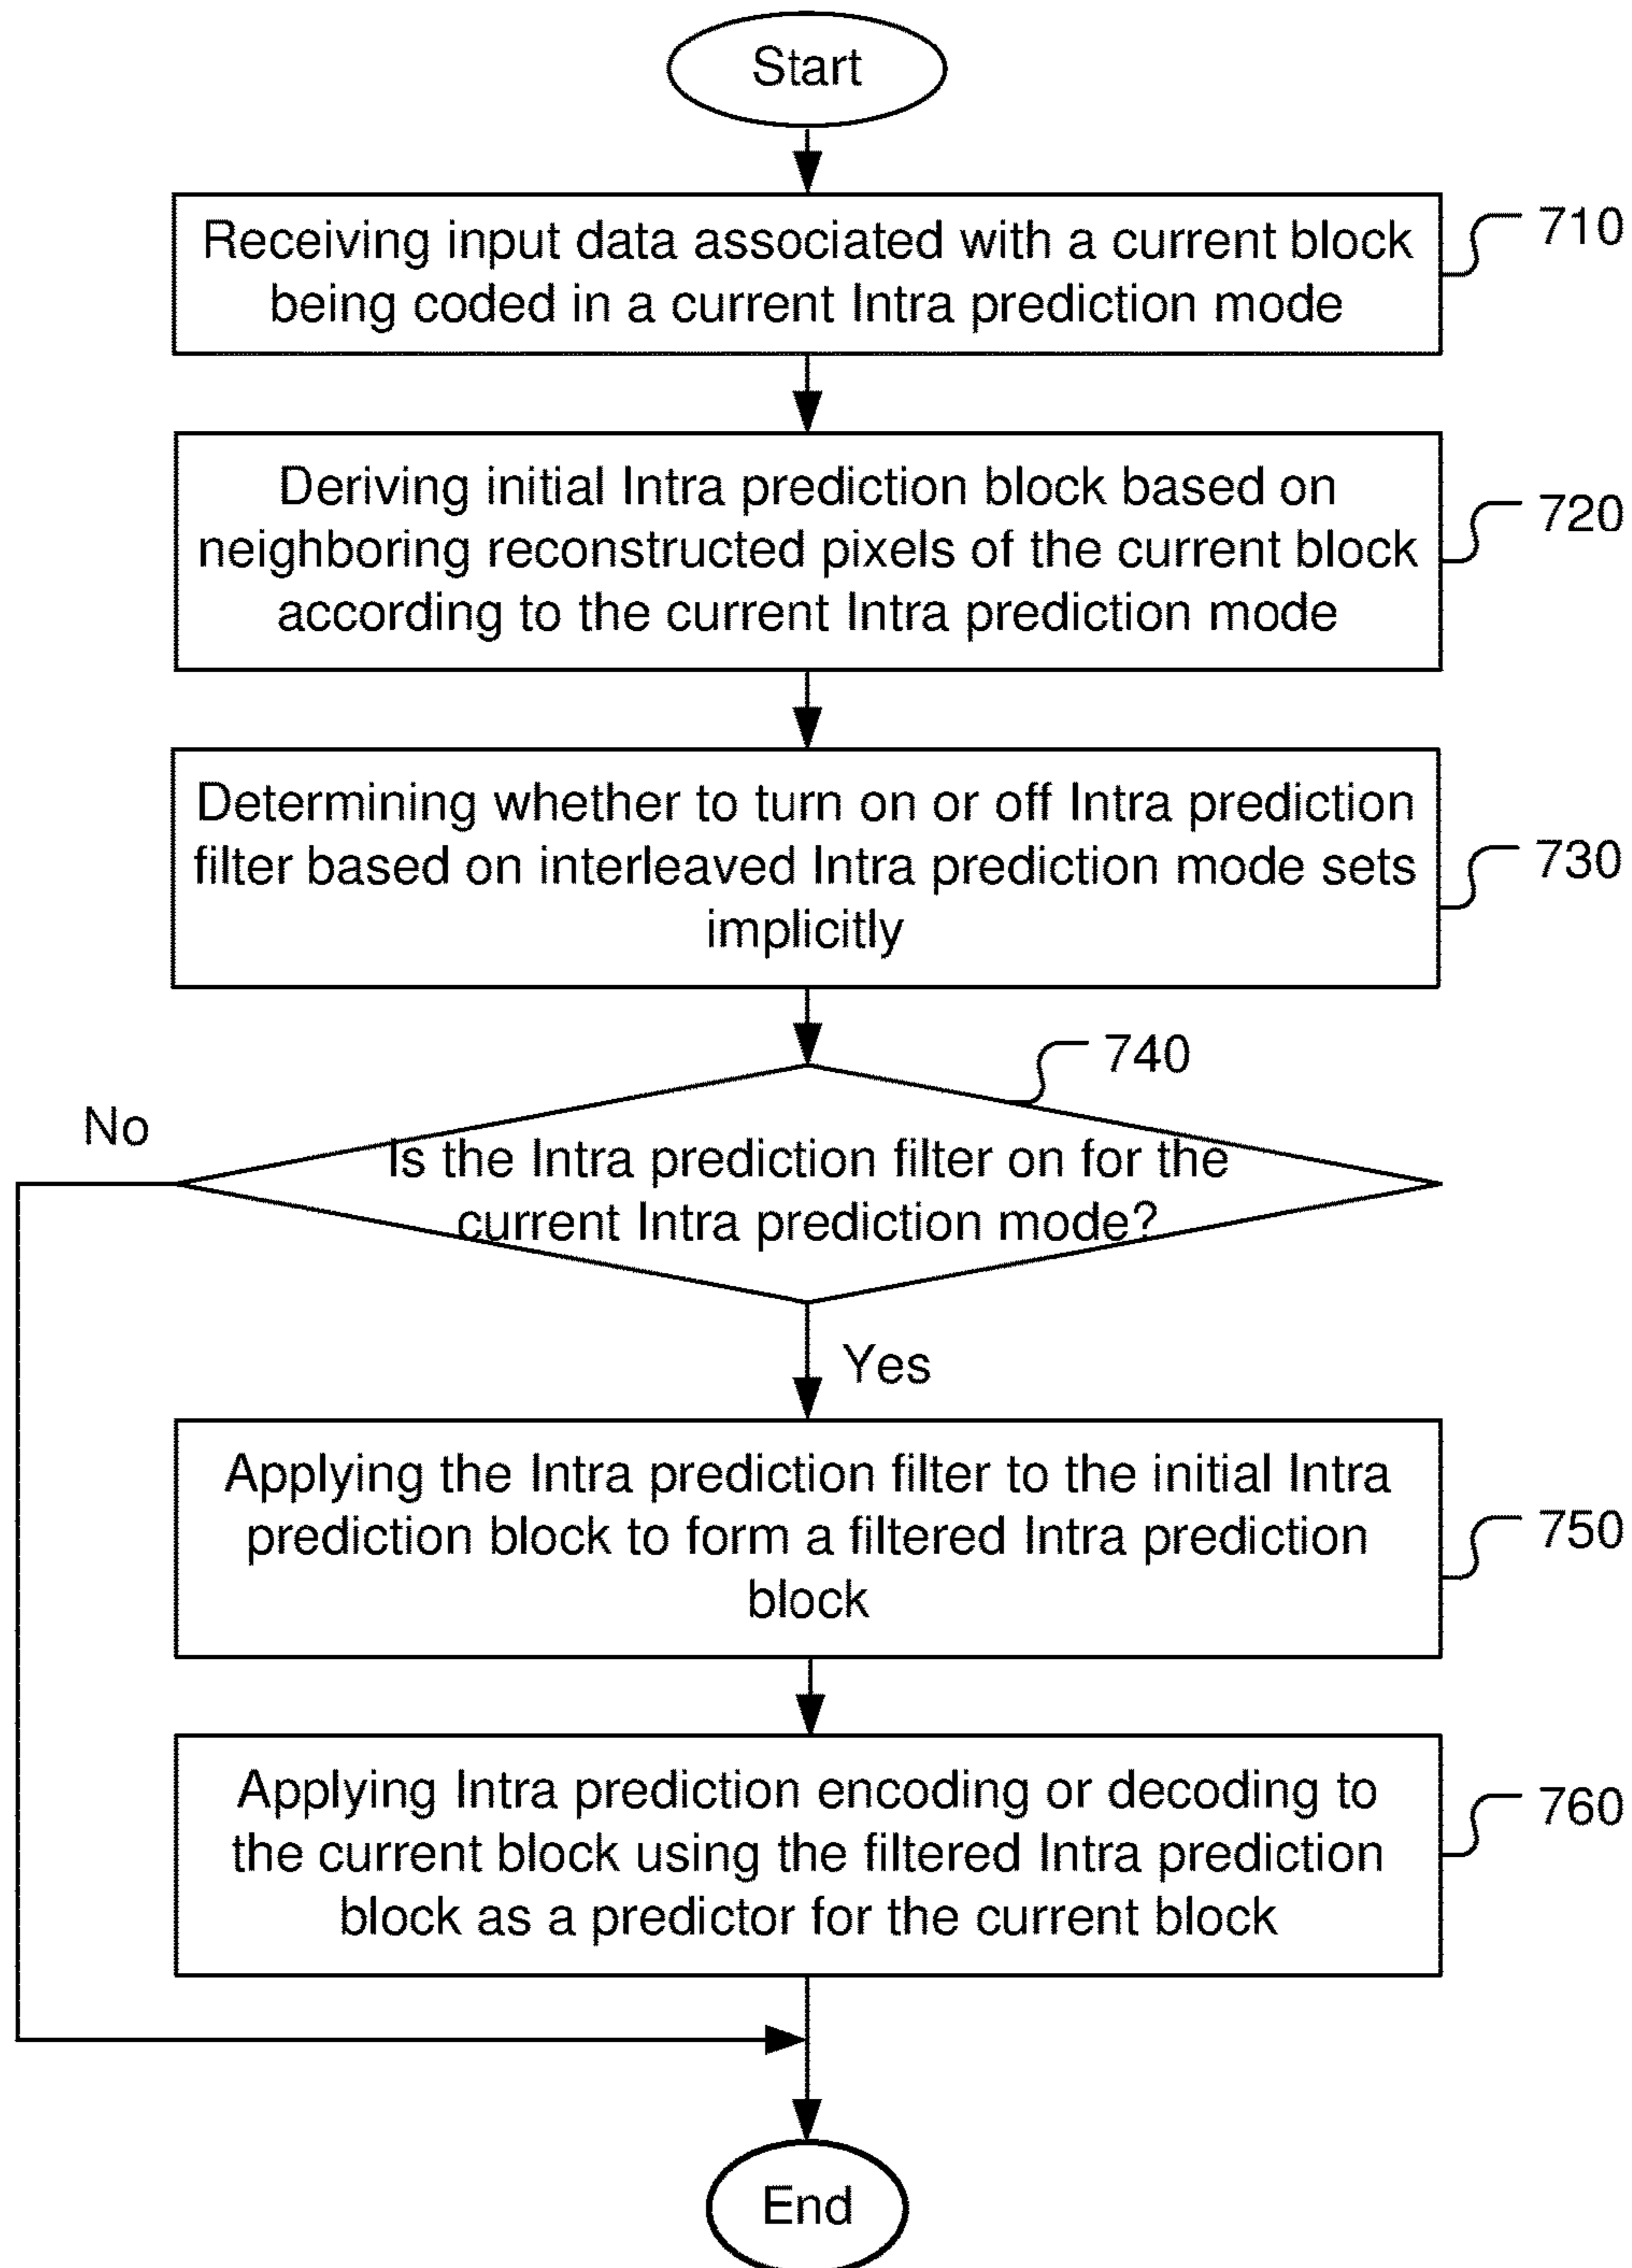 Start
Receiving input data associated with a current block
being coded in a current Intra prediction mode
710
Deriving initial Intra prediction block based on
neighboring reconstructed pixels of the current block
according to the current Intra prediction mode
720
Determining whether to turn on or off Intra prediction
filter based on interleaved Intra prediction mode sets
implicitly
730
740
No
Is the Intra prediction filter on for the
current Intra prediction mode?
Yes
Applying the Intra prediction filter to the initial Intra
prediction block to form a filtered Intra prediction
block
750
Applying Intra prediction encoding or decoding to
the current block using the filtered Intra prediction
block as a predictor for the current block
760
End